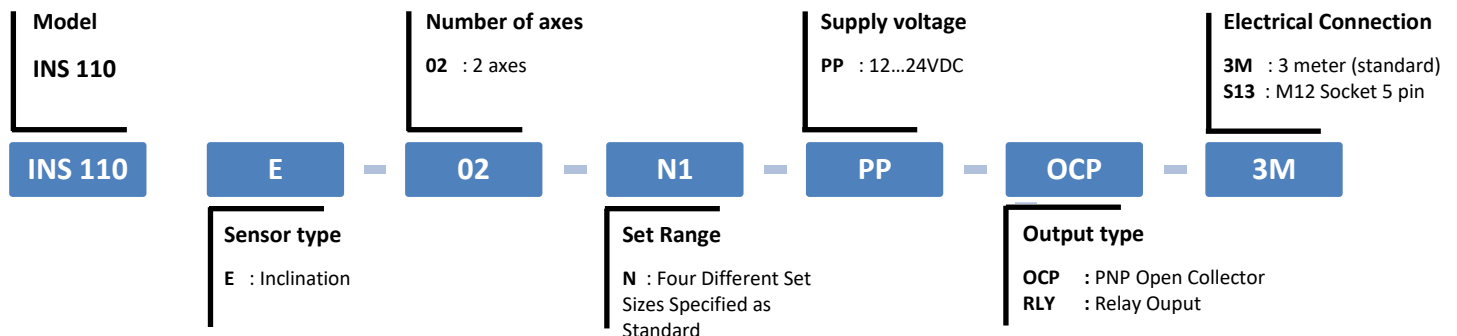 Model
INS 110
Number of axes
02 : 2 axes
Supply voltage
PP : 12...24VDC
Electrical Connection
3M : 3 meter (standard)
S13 : M12 Socket 5 pin
INS 110 E - 02 - N1 - PP - OCP - 3M
Sensor type
E : Inclination
Set Range
N : Four Different Set
Sizes Specified as
Standard
Output type
OCP : PNP Open Collector
RLY : Relay Ouput